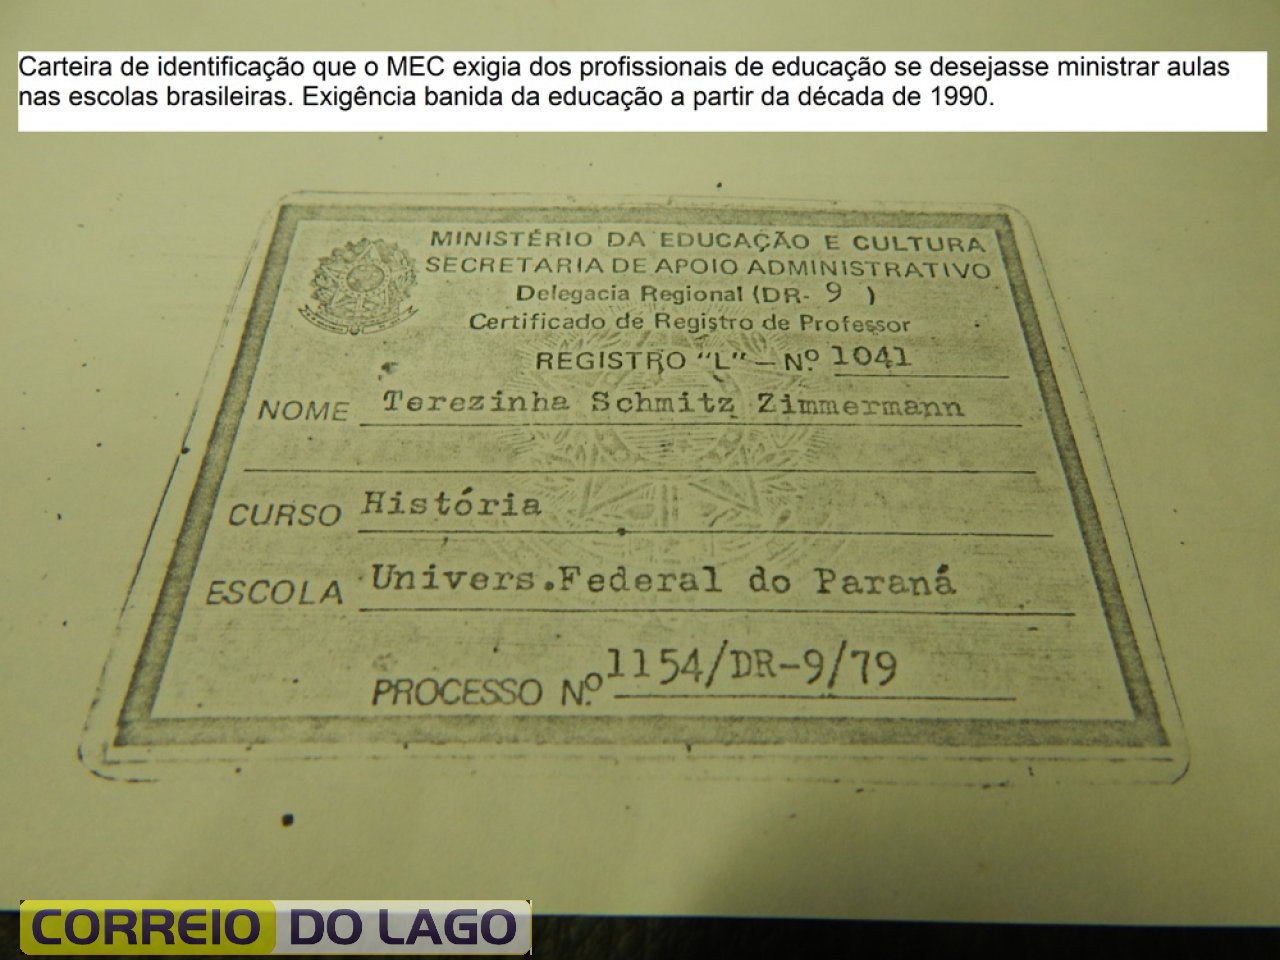 Carteira de identificação que o MEC exigia dos profissionais de educação se desejasse ministrar aulas
nas escolas brasileiras. Exigência banida da educação a partir da década de 1990.
MINISTÉRIO DA EDUCAÇÃO E CULTURA
SECRETARIA DE APOIO ADMINISTRATIVO
Delegacia Regional (DR- 9 )
Certificado de Registro de Professor
REGISTRO "L" – Nº 1041
NOME Terezinha Schmitz Zimmermann
CURSO História
ESCOLA Univers.Federal do Paraná
PROCESSO Nº 1154/DR-9/79
CORREIO DO LAGO